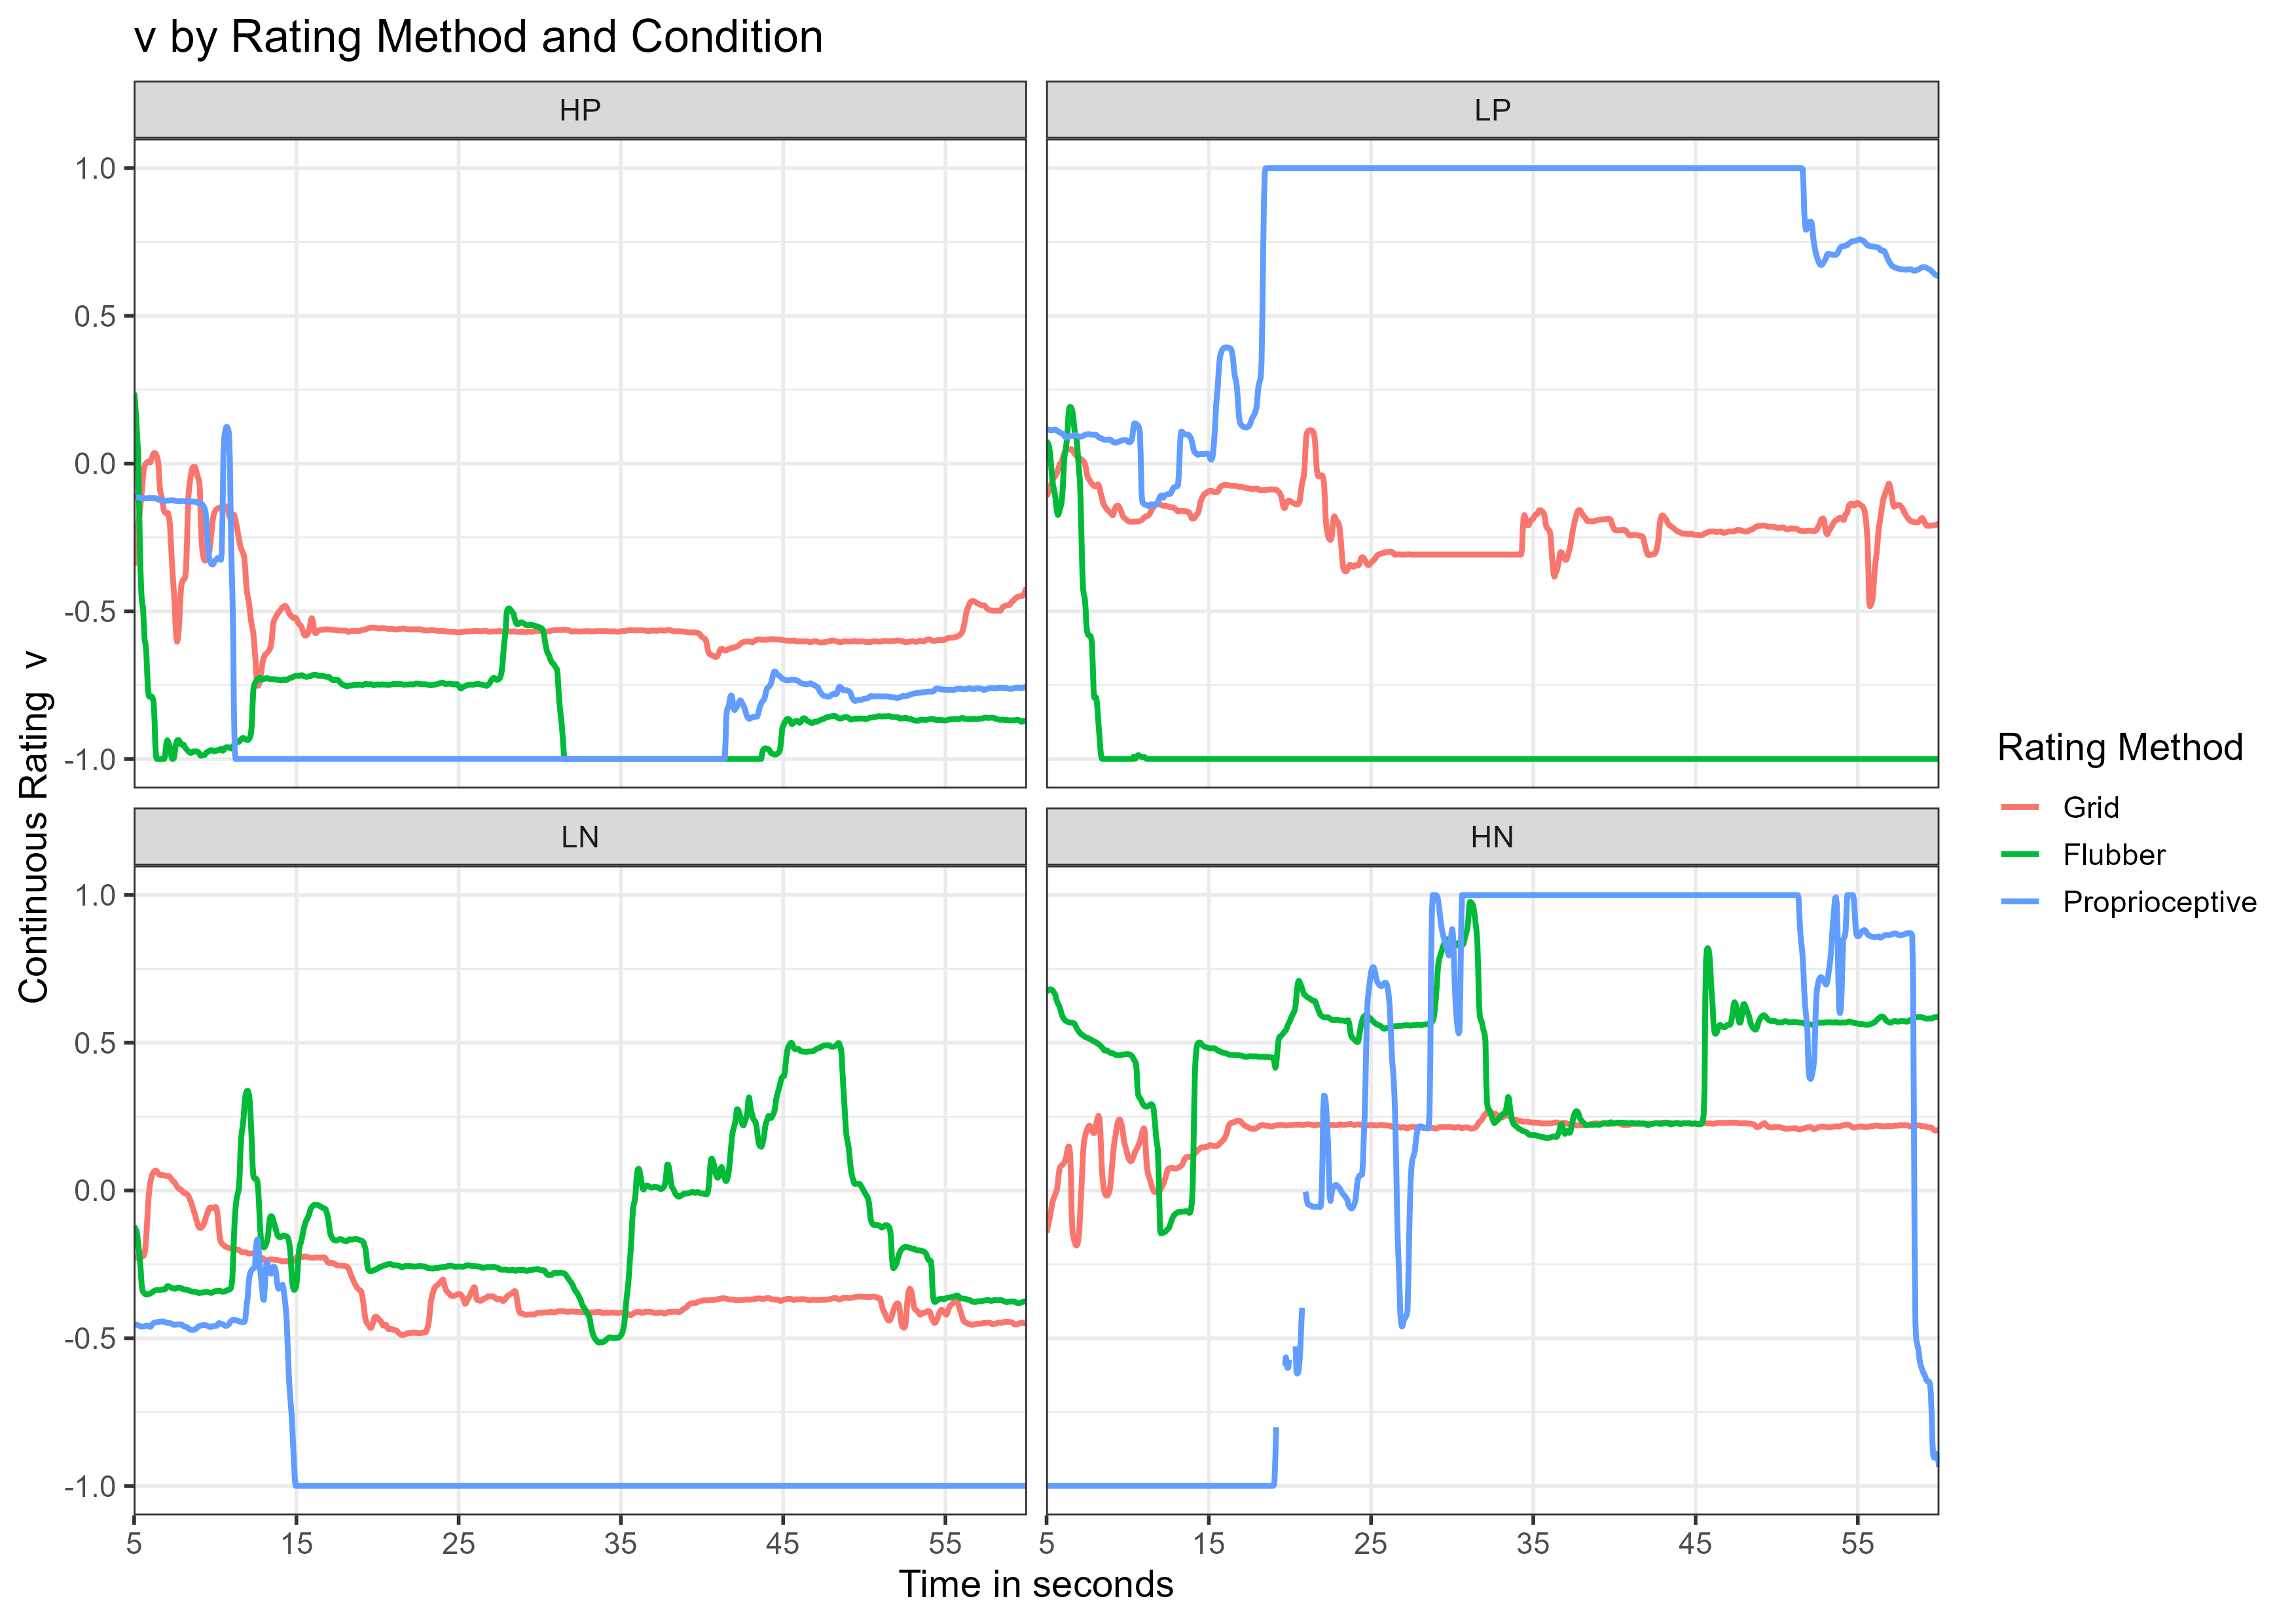 v by Rating Method and Condition
HP
LP
1.0
0.5
0.0
-0.5
-1.0
LN
HN
1.0
0.5
0.0
-0.5
-1.0
5 15 25 35 45 55
5 15 25 35 45 55
Time in seconds
Continuous Rating v
Rating Method
Grid
Flubber
Proprioceptive